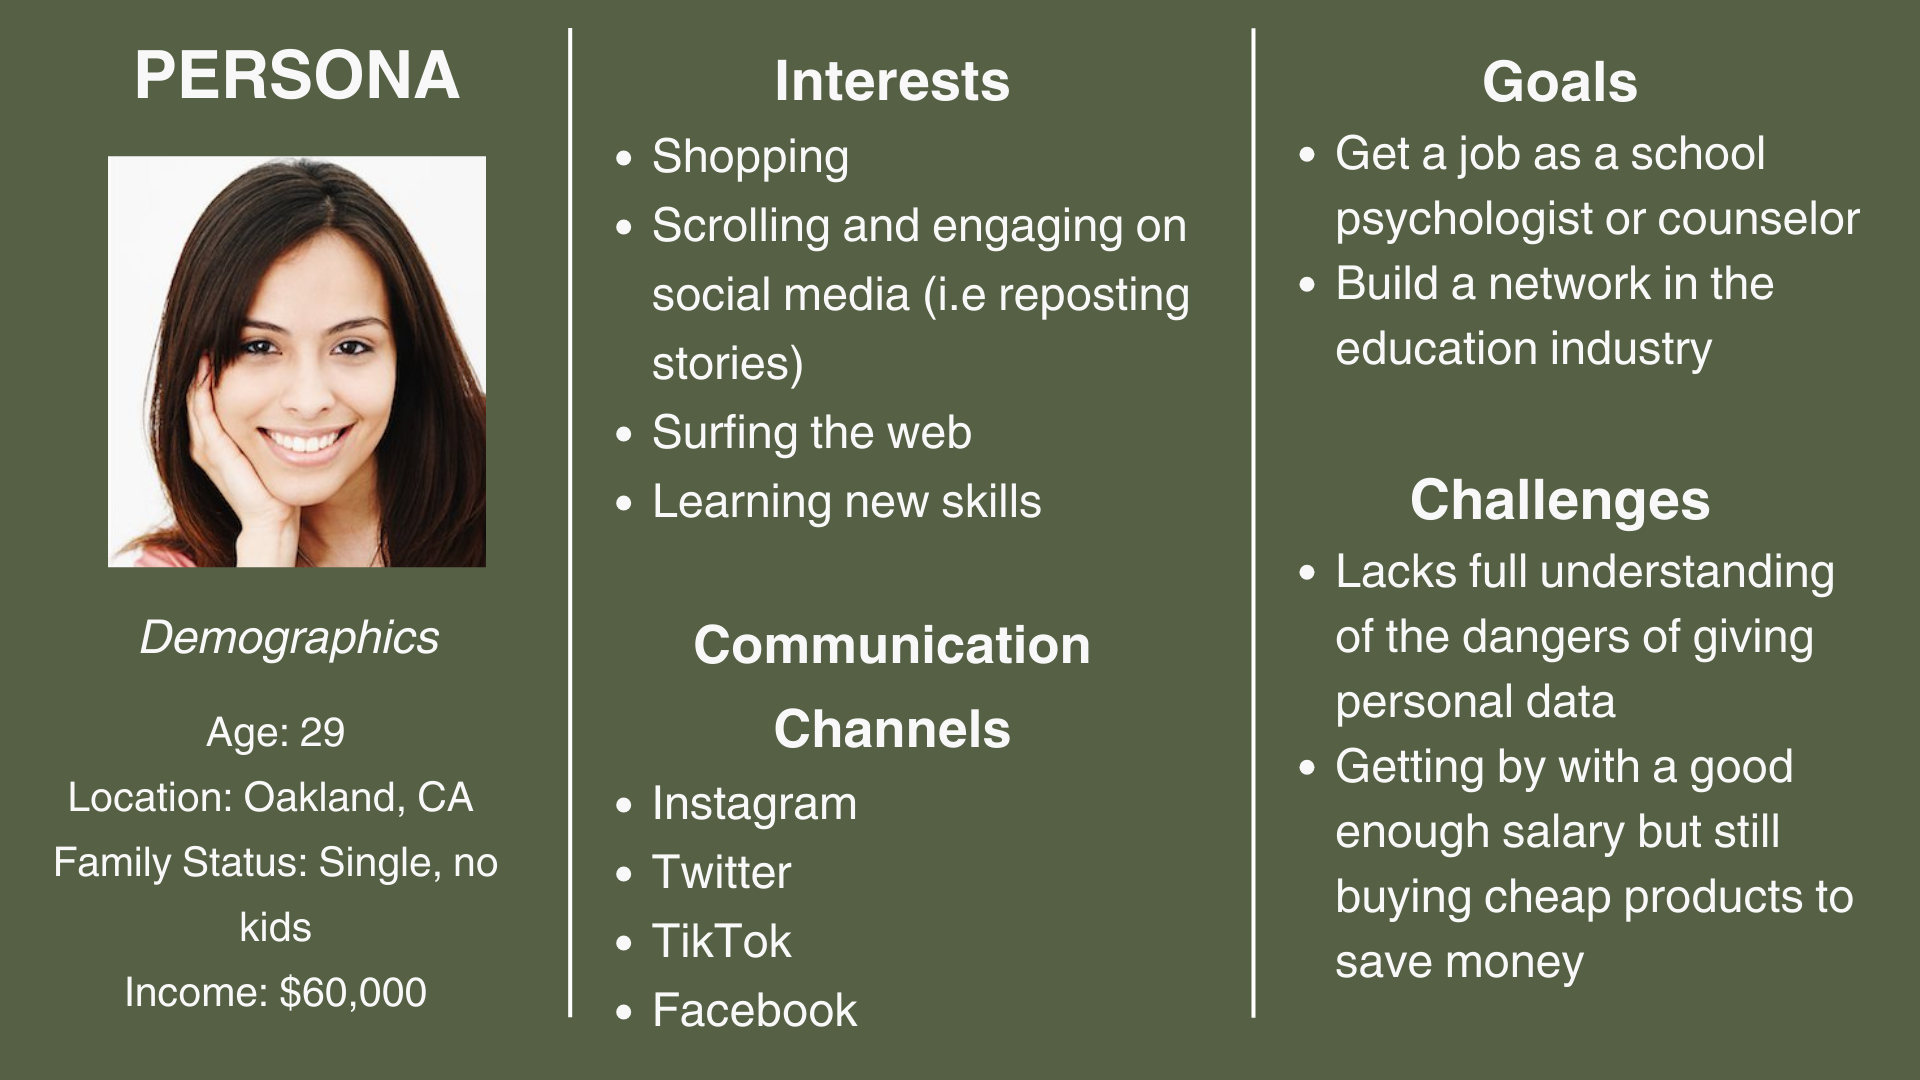 PERSONA
Demographics
Age: 29
Location: Oakland, CA
Family Status: Single, no
kids
Income: $60,000
Interests
• Shopping
• Scrolling and engaging on
social media (i.e reposting
stories)
• Surfing the web
• Learning new skills
Communication
Channels
• Instagram
• Twitter
• TikTok
• Facebook
Goals
• Get a job as a school
psychologist or counselor
• Build a network in the
education industry
Challenges
• Lacks full understanding
of the dangers of giving
personal data
• Getting by with a good
enough salary but still
buying cheap products to
save money